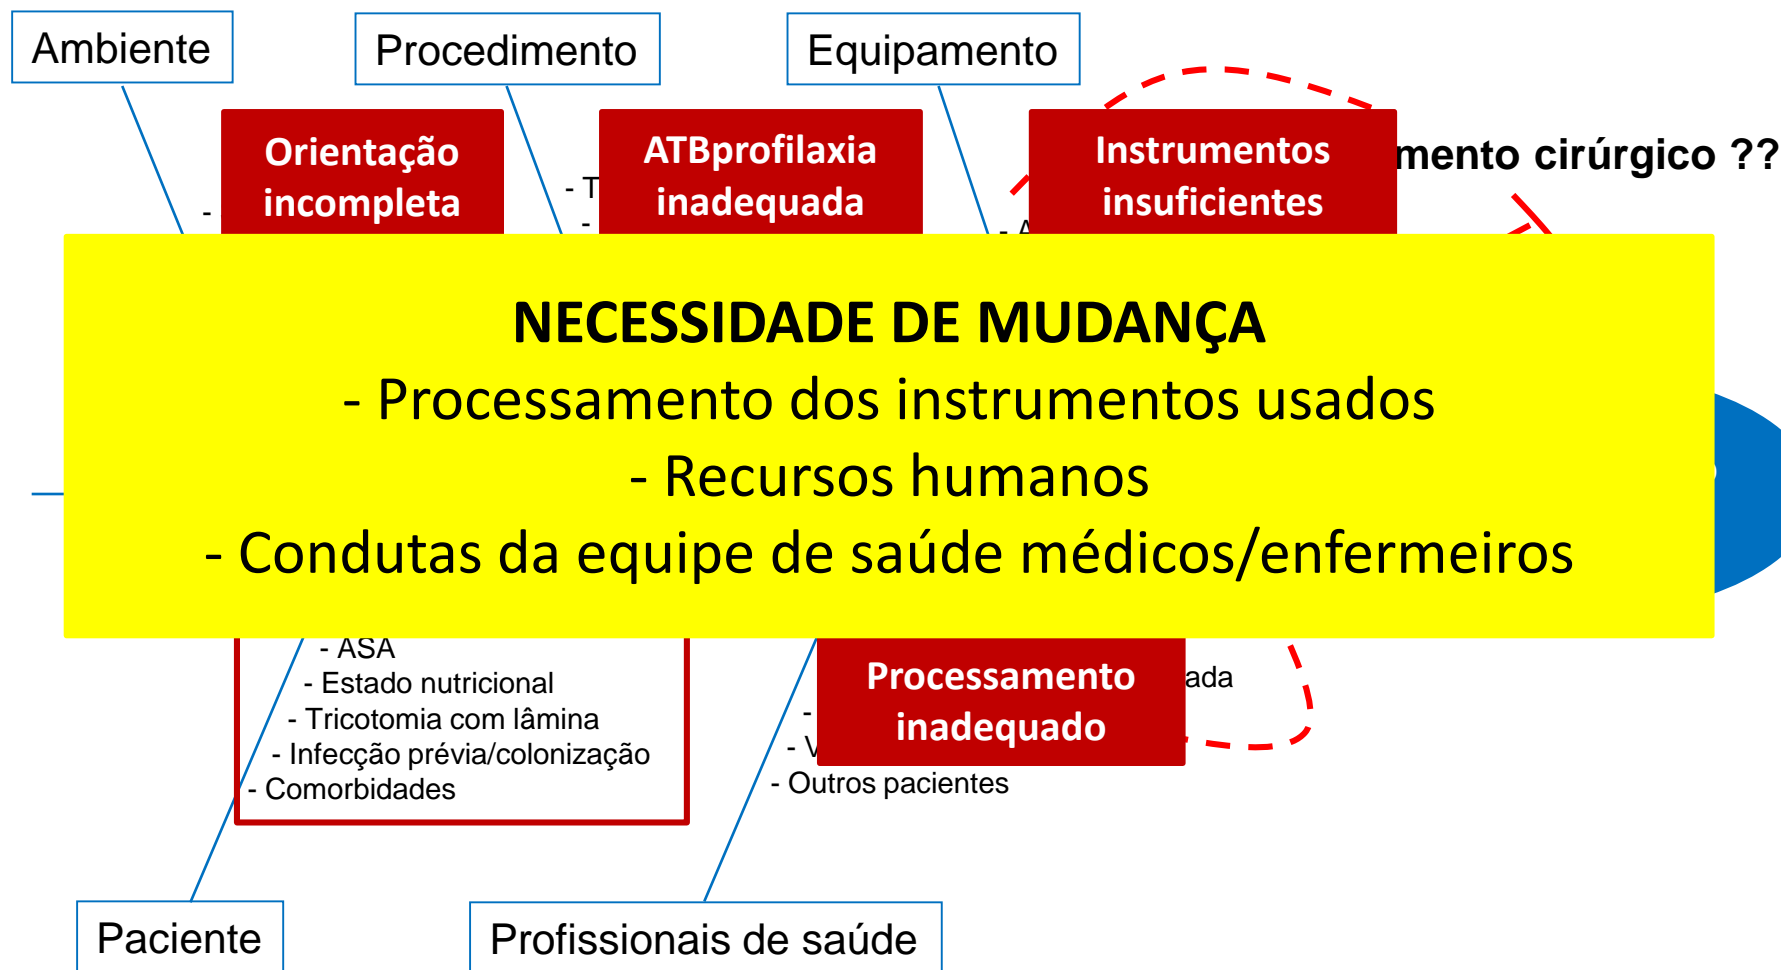 Ambiente
Procedimento
Equipamento
Orientação
incompleta
ATBprofilaxia
inadequada
Instrumentos
insuficientes
cirúrgico ??
NECESSIDADE DE MUDANÇA
- Processamento dos instrumentos usados
- Recursos humanos
- Condutas da equipe de saúde médicos/enfermeiros
- ASA
- Estado nutricional
- Tricotomia com lâmina
- Infecção prévia/colonização
- Comorbidades
Processamento
inadequado
- Outros pacientes
Paciente
Profissionais de saúde